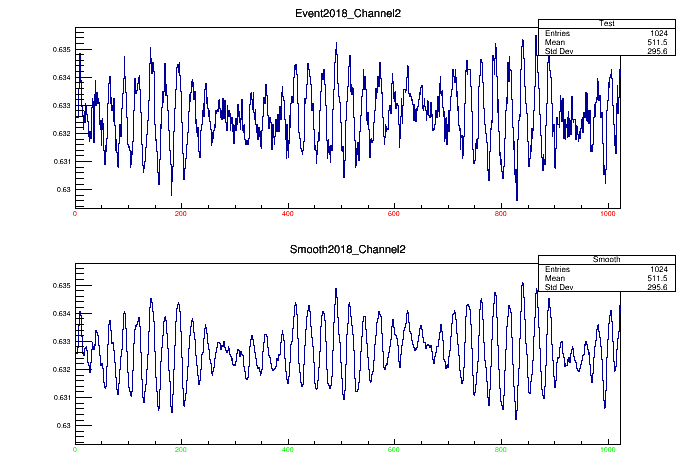 Event2018_Channel2
Test
Entries 1024
Mean 511.5
Std Dev 295.6
0.635
0.634
0.633
0.632
0.631
0.63
0 200 400 600 800 1000
Smooth2018_Channel2
Smooth
Entries 1024
Mean 511.5
Std Dev 295.6
0.635
0.634
0.633
0.632
0.631
0.63
0 200 400 600 800 1000